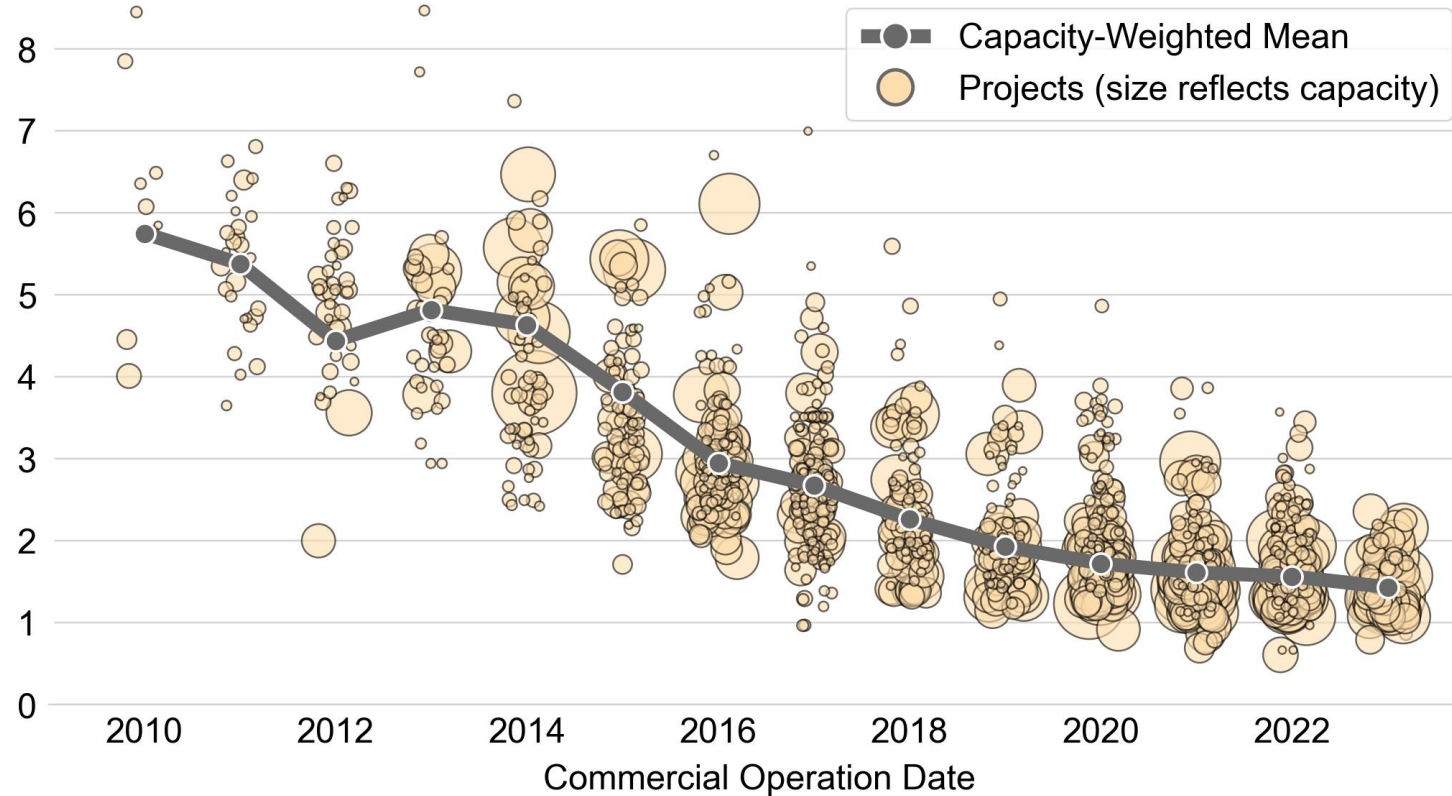 Capacity-Weighted Mean
Projects (size reflects capacity)
8
7
6
5
4
3
2
1
0
2010 2012 2014 2016 2018 2020 2022
Commercial Operation Date